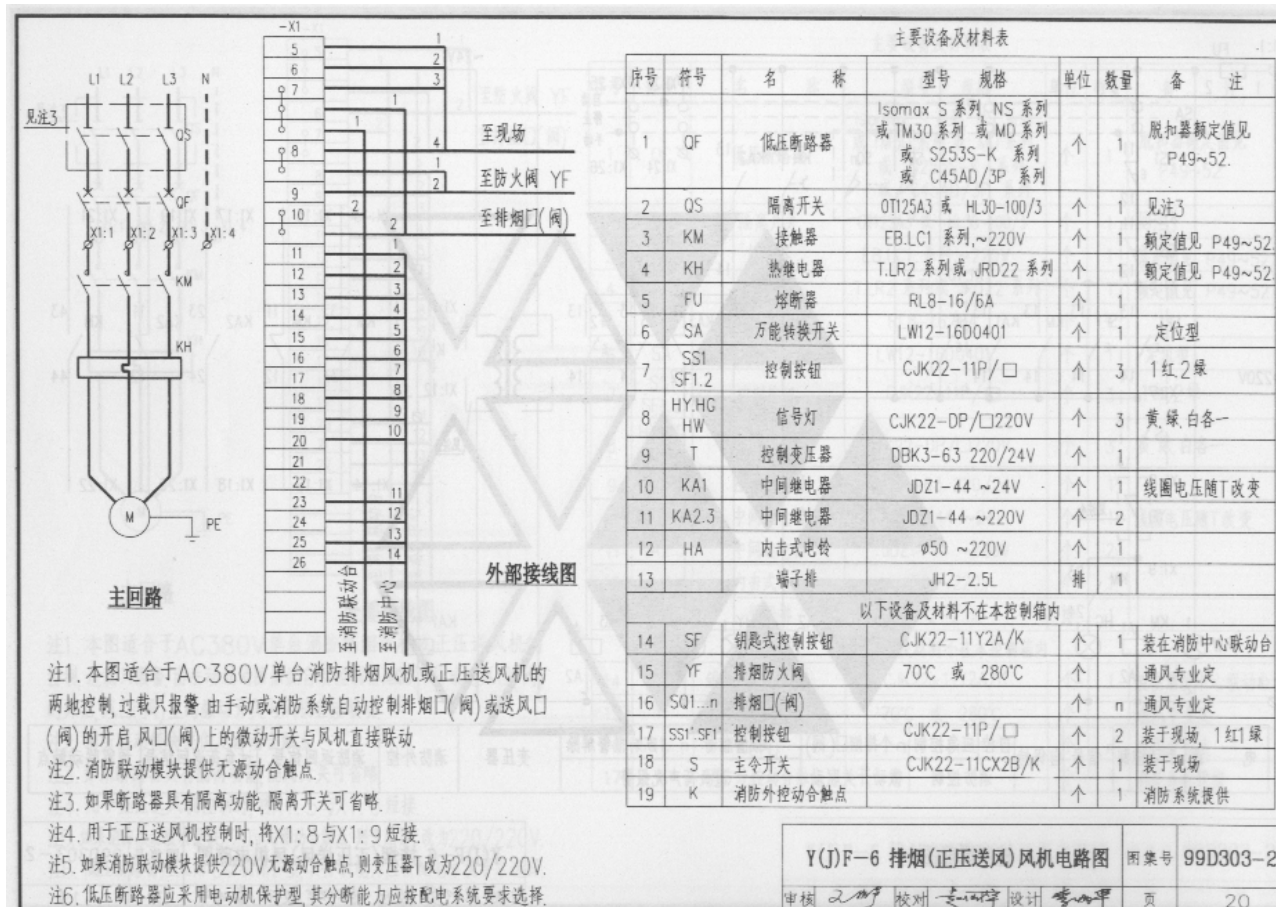 主要设备及材料表
序号 符号 名 称 型号 规格 单位 数量 备 注
1 QF 低压断路器 Isomax S 系列, NS 系列 或 TM30 系列 或 MD 系列 或 S253S-K 系列 或 C45AD/3P 系列 个 1 脱扣器额定值见 P49~52.
2 QS 隔离开关 OT125A3 或 HL30-100/3 个 1 见注3
3 KM 接触器 EB.LC1 系列,~220V 个 1 额定值见 P49~52.
4 KH 热继电器 T.LR2 系列或 JRD22 系列 个 1 额定值见 P49~52.
5 FU 熔断器 RL8-16/6A 个 1
6 SA 万能转换开关 LW12-16D0401 个 1 定位型
7 SS1 SF1.2 控制按钮 CJK22-11P/□ 个 3 1红,2绿
8 HY.HG HW 信号灯 CJK22-DP/□220V 个 3 黄.绿.白各一
9 T 控制变压器 DBK3-63 220/24V 个 1
10 KA1 中间继电器 JDZ1-44 ~24V 个 1 线圈电压随T改变
11 KA2.3 中间继电器 JDZ1-44 ~220V 个 2
12 HA 内击式电铃 ø50 ~220V 个 1
13 端子排 JH2-2.5L 排 1
以下设备及材料不在本控制箱内
14 SF 钥匙式控制按钮 CJK22-11Y2A/K 个 1 装在消防中心联动台
15 YF 排烟防火阀 70℃ 或 280℃ 个 1 通风专业定
16 SQ1...n 排烟口(阀) 个 n 通风专业定
17 SS1'.SF1' 控制按钮 CJK22-11P/□ 个 2 装于现场, 1红1绿
18 S 主令开关 CJK22-11CX2B/K 个 1 装于现场
19 K 消防外控动合触点 个 1 消防系统提供
L1 L2 L3 N
见注3
QS
QF
X1:1 X1:2 X1:3 X1:4
KM
KH
M
PE
主回路
-X1
5
6
7
8
9
10
11
12
13
14
15
16
17
18
19
20
21
22
23
24
25
26
1
2
3
4
至现场
1
2
至防火阀 YF
至排烟口(阀)
1
2
1
2
1
2
3
4
5
6
7
8
9
10
11
12
13
14
至消防联动台
至消防中心
外部接线图
注1. 本图适合于AC380V单台消防排烟风机或正压送风机的
两地控制,过载只报警.由手动或消防系统自动控制排烟口(阀)或送风口
(阀)的开启,风口(阀)上的微动开关与风机直接联动.
注2. 消防联动模块提供无源动合触点.
注3. 如果断路器具有隔离功能,隔离开关可省略.
注4. 用于正压送风机控制时,将X1:8与X1:9短接.
注5. 如果消防联动模块提供220V无源动合触点,则变压器T改为220/220V.
注6. 低压断路器应采用电动机保护型,其分断能力应按配电系统要求选择.
Y(J)F-6 排烟(正压送风)风机电路图 图集号 99D303-2
审核 校对 设计 页 20